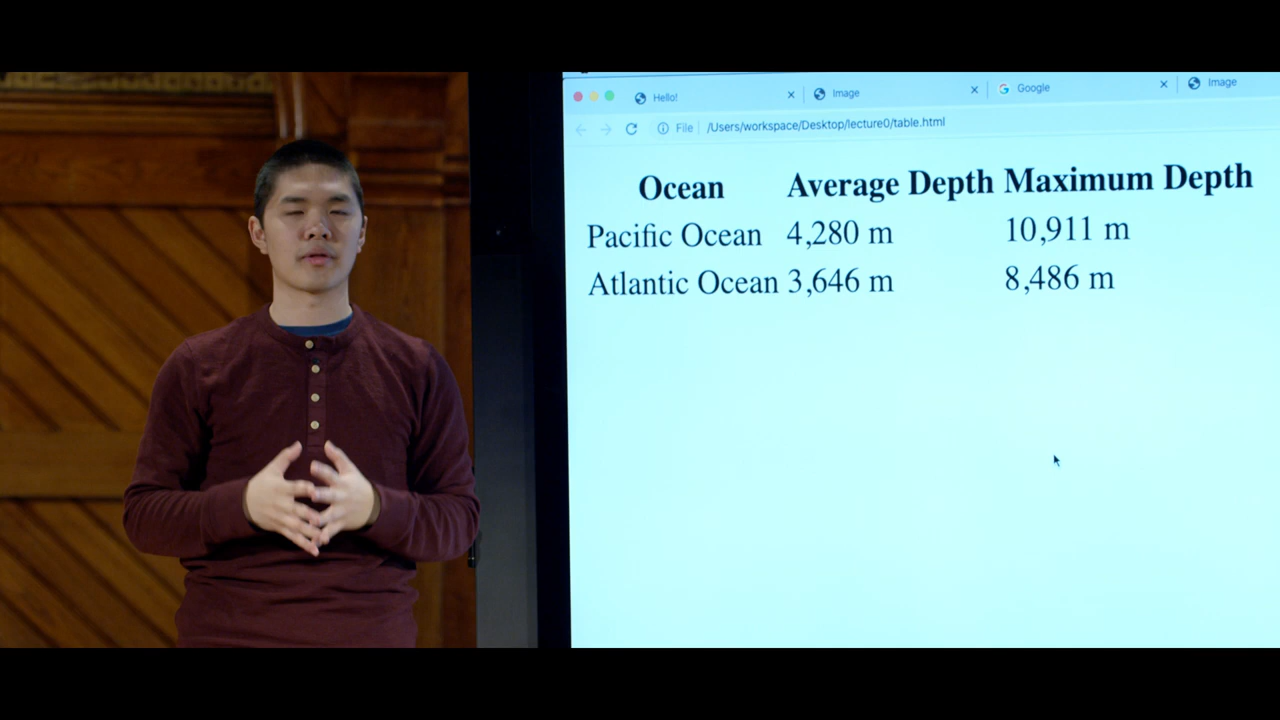 Hello!
Image
Google
Image
File
/Users/workspace/Desktop/lecture0/table.html
Ocean Average Depth Maximum Depth
Pacific Ocean 4,280 m 10,911 m
Atlantic Ocean 3,646 m 8,486 m